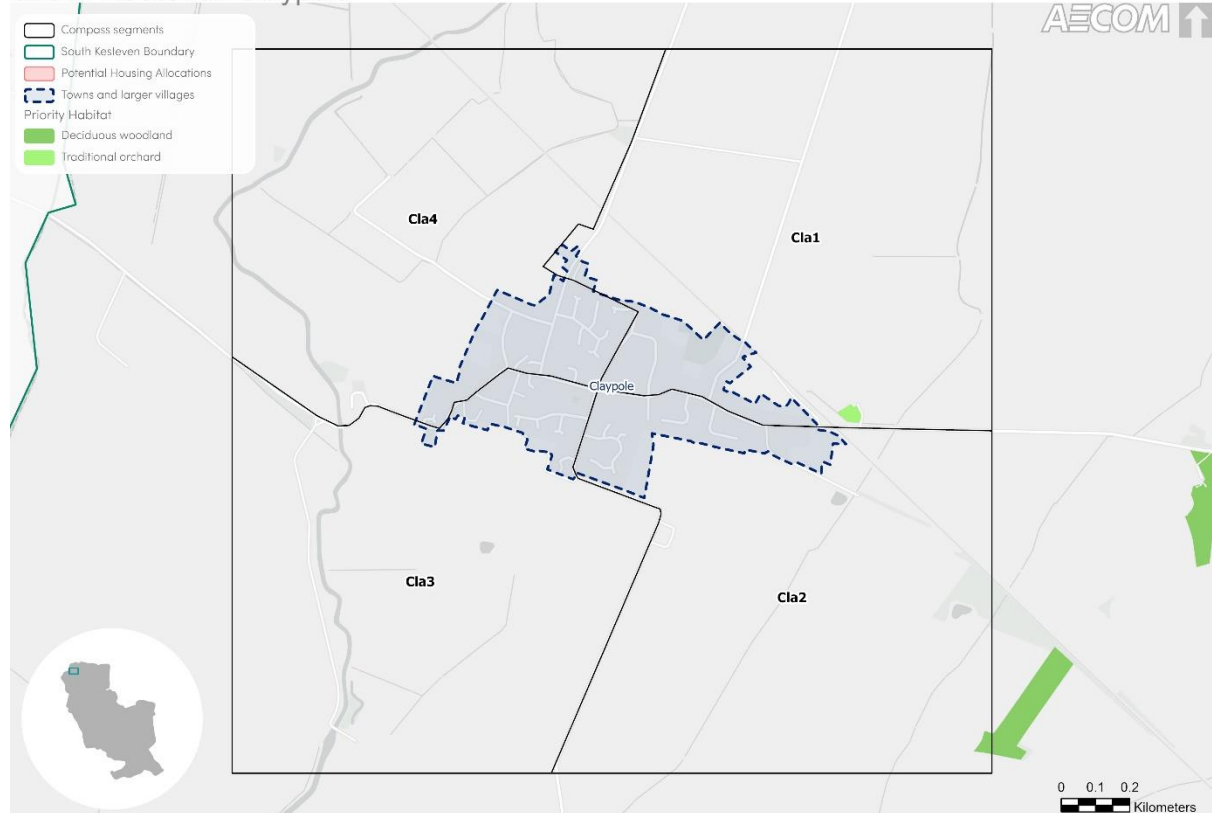 Compass segments
South Kesteven Boundary
Potential Housing Allocations
Towns and larger villages
Priority Habitat
Deciduous woodland
Traditional orchard
AECOM
Cla4
Cla1
Claypole
Cla3
Cla2
0 0.1 0.2
Kilometers